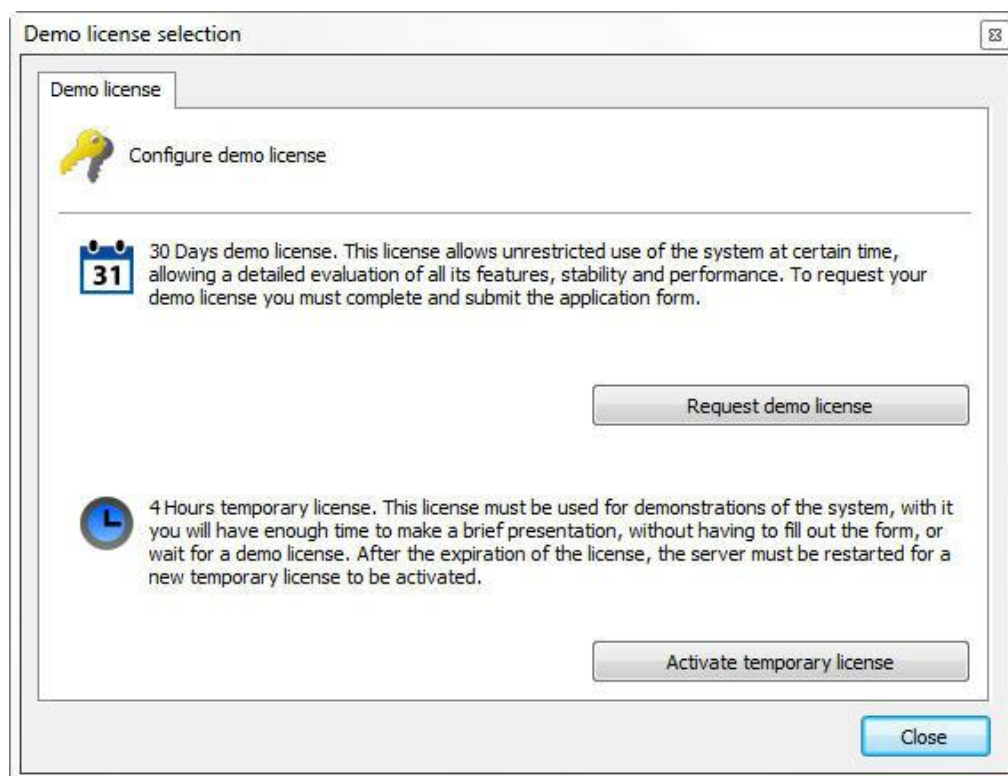 Demo license selection
Demo license
Configure demo license
30 Days demo license. This license allows unrestricted use of the system at certain time,
allowing a detailed evaluation of all its features, stability and performance. To request your
demo license you must complete and submit the application form.
31
Request demo license
4 Hours temporary license. This license must be used for demonstrations of the system, with it
you will have enough time to make a brief presentation, without having to fill out the form, or
wait for a demo license. After the expiration of the license, the server must be restarted for a
new temporary license to be activated.
Activate temporary license
Close